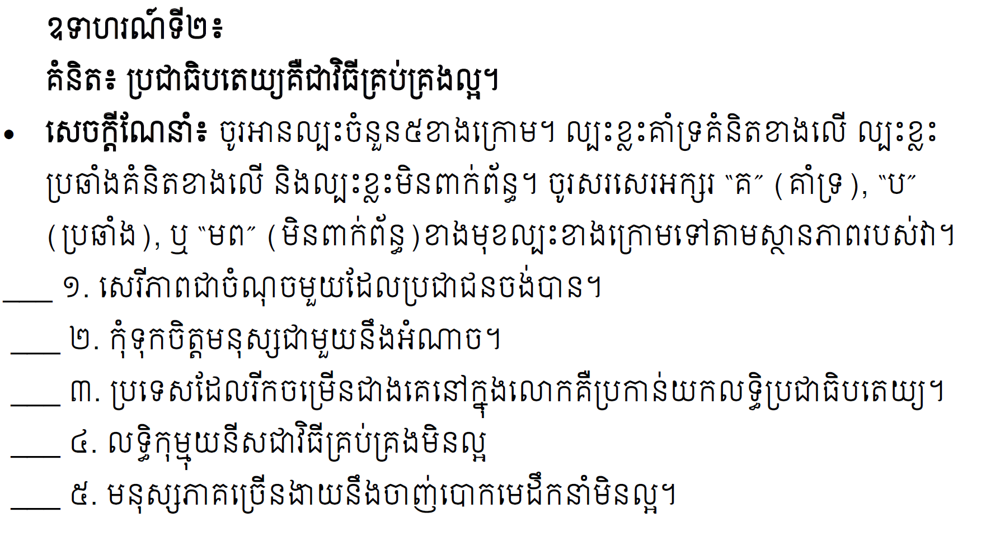 ឧទាហរណ៍ទី២៖
គំនិត៖ ប្រជាធិបតេយ្យគឺជាវិធីគ្រប់គ្រងល្អ។
• សេចក្ដីណែនាំ៖ ចូរអានល្បះចំនួន៥ខាងក្រោម។ ល្បះខ្លះគាំទ្រគំនិតខាងលើ ល្បះខ្លះ
ប្រឆាំងគំនិតខាងលើ និងល្បះខ្លះមិនពាក់ព័ន្ធ។ ចូរសរសេរអក្សរ “គ” (គាំទ្រ), “ប”
(ប្រឆាំង), ឬ “មព” (មិនពាក់ព័ន្ធ)ខាងមុខល្បះខាងក្រោមទៅតាមស្ថានភាពរបស់វា។
___ ១. សេរីភាពជាចំណុចមួយដែលប្រជាជនចង់បាន។
___ ២. កុំទុកចិត្តមនុស្សជាមួយនឹងអំណាច។
___ ៣. ប្រទេសដែលរីកចម្រើនជាងគេនៅក្នុងលោកគឺប្រកាន់យកលទ្ធិប្រជាធិបតេយ្យ។
___ ៤. លទ្ធិកុម្មុយនីសជាវិធីគ្រប់គ្រងមិនល្អ
___ ៥. មនុស្សភាគច្រើនងាយនឹងចាញ់បោកមេដឹកនាំមិនល្អ។